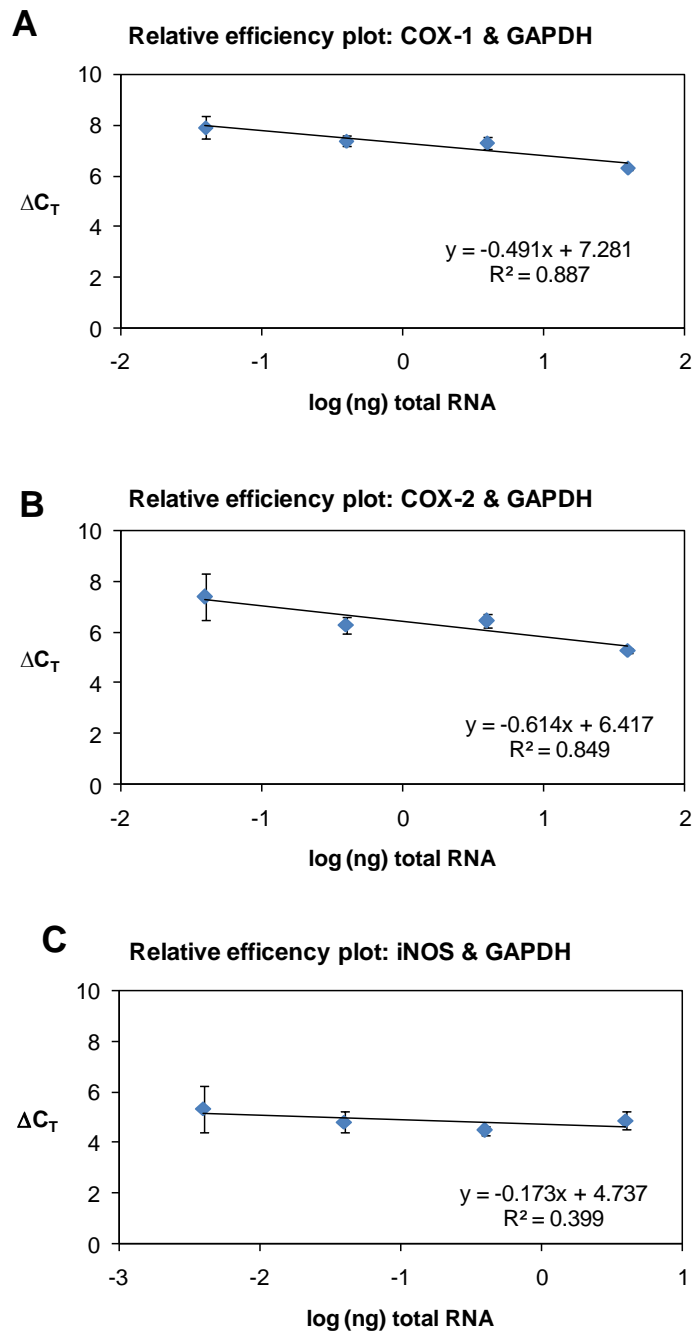 A
Relative efficiency plot: COX-1 & GAPDH
10
8
6
4
2
0
ΔCT
y = -0.491x + 7.281
R² = 0.887
-2 -1 0 1 2
log (ng) total RNA
B
Relative efficiency plot: COX-2 & GAPDH
10
8
6
4
2
0
ΔCT
y = -0.614x + 6.417
R² = 0.849
-2 -1 0 1 2
log (ng) total RNA
C
Relative efficency plot: iNOS & GAPDH
10
8
6
4
2
0
ΔCT
y = -0.173x + 4.737
R² = 0.399
-3 -2 -1 0 1
log (ng) total RNA